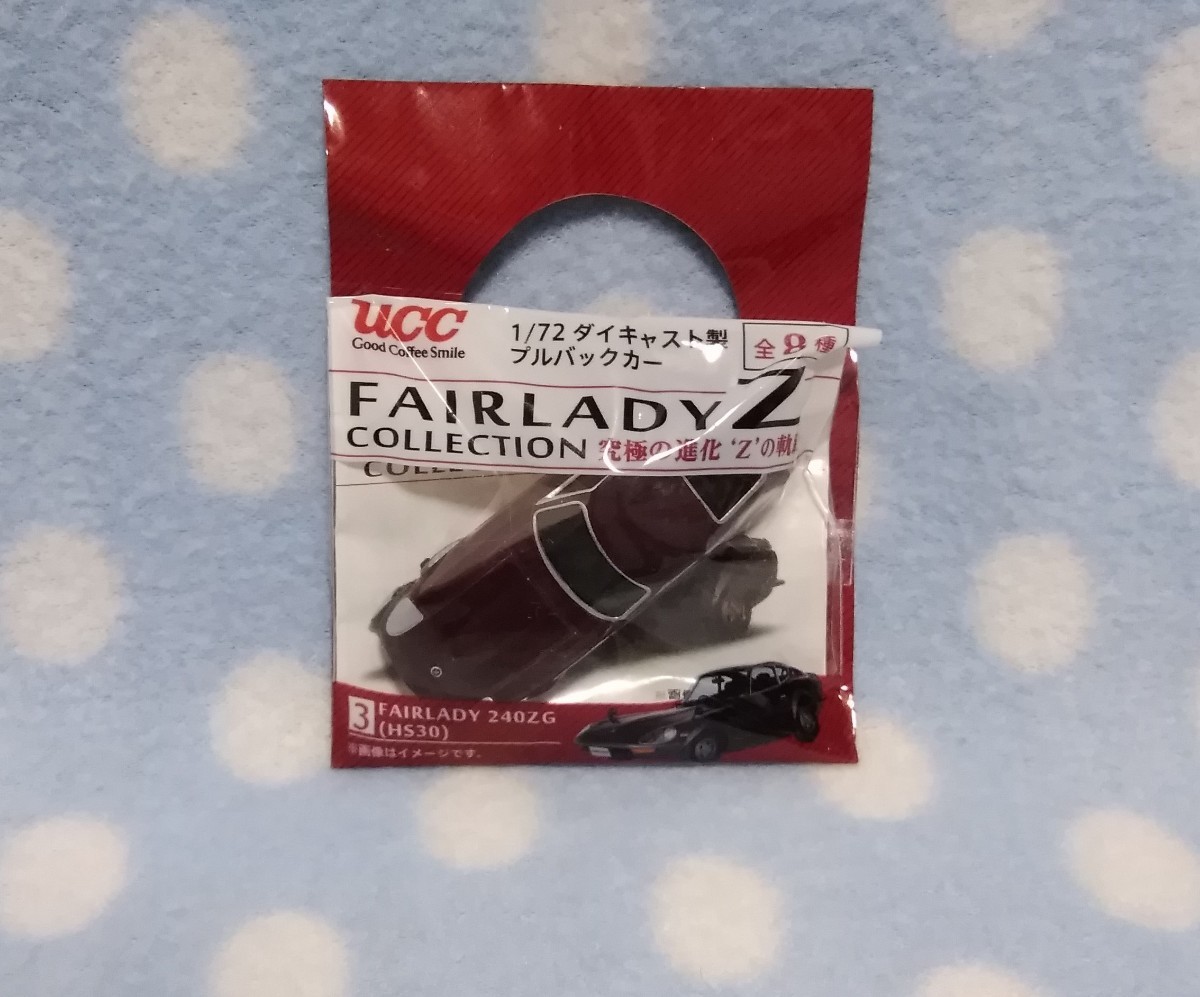 UCC
Good Coffee Smile
1/72 ダイキャスト製
プルバックカー
全8種
FAIRLADY Z
COLLECTION 究極の進化 'Z'の軌
3 FAIRLADY 240ZG
(HS30)
※画像はイメージです。